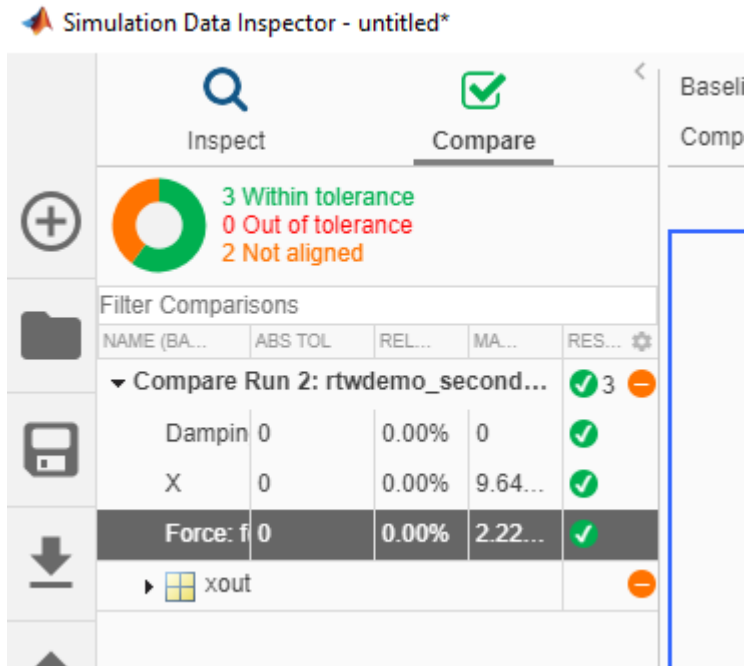 Simulation Data Inspector - untitled*
Inspect
Compare
Baseli
Comp
3 Within tolerance
0 Out of tolerance
2 Not aligned
Filter Comparisons
NAME (BA... ABS TOL REL... MA... RES...
Compare Run 2: rtwdemo_second... 3
Dampin 0 0.00% 0
X 0 0.00% 9.64...
Force: f 0 0.00% 2.22...
xout